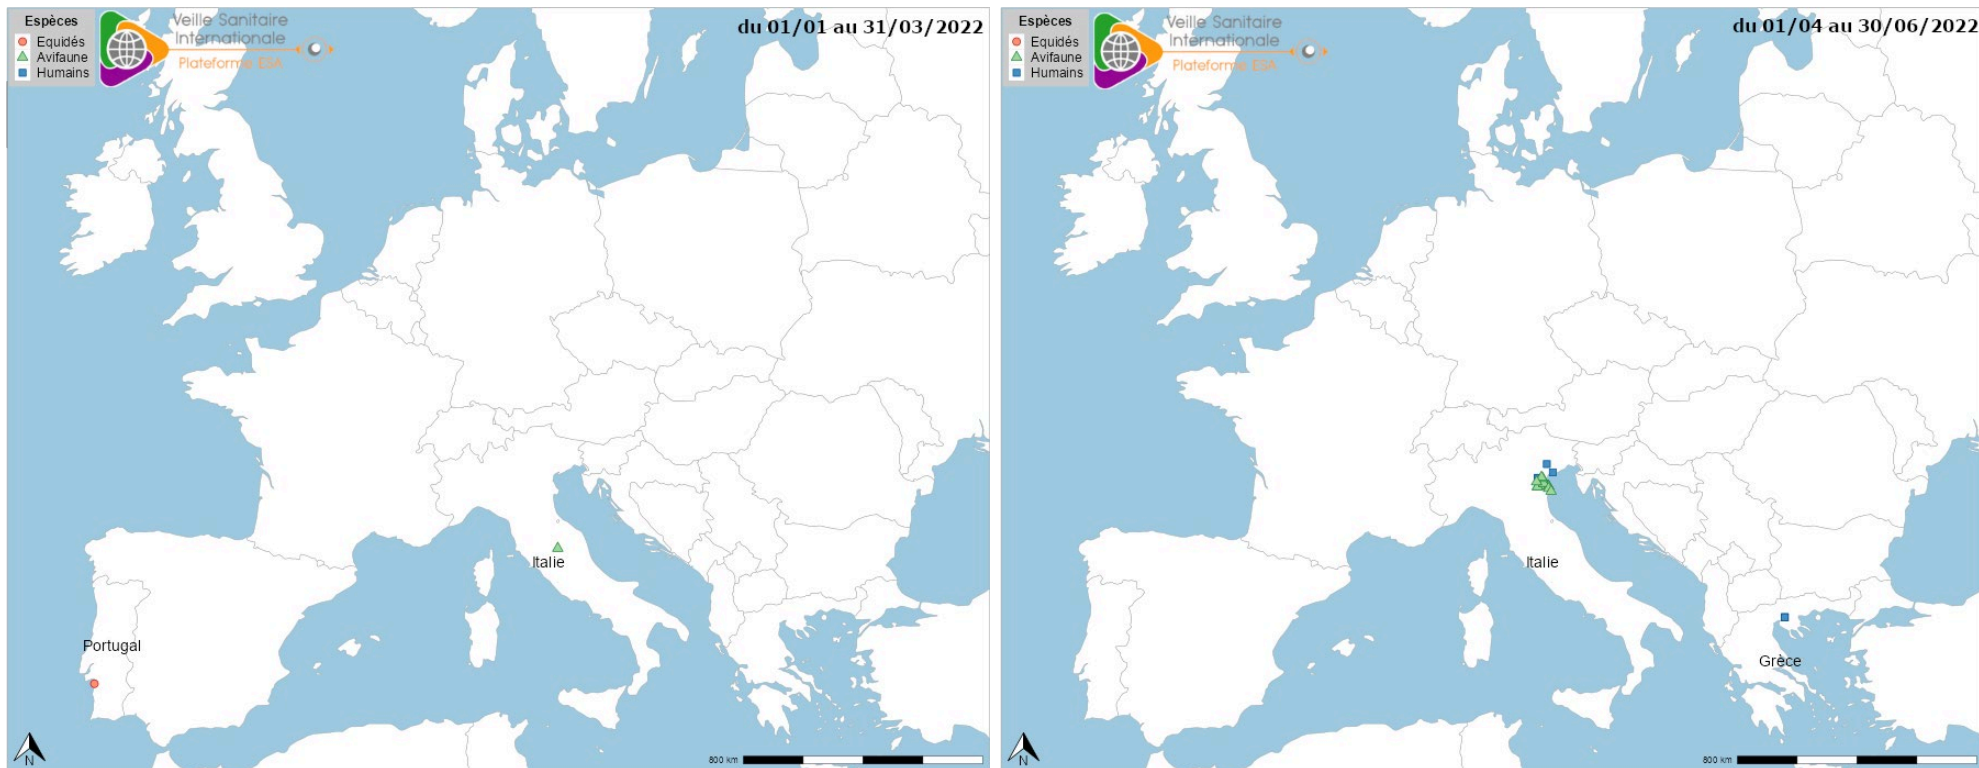 Espèces
Equidés
Avifaune
Humains
Veille Sanitaire
Internationale
Plateforme ESA
du 01/01 au 31/03/2022
Italie
Portugal
N
800 km
Espèces
Equidés
Avifaune
Humains
Veille Sanitaire
Internationale
Plateforme ESA
du 01/04 au 30/06/2022
Italie
Grèce
N
800 km